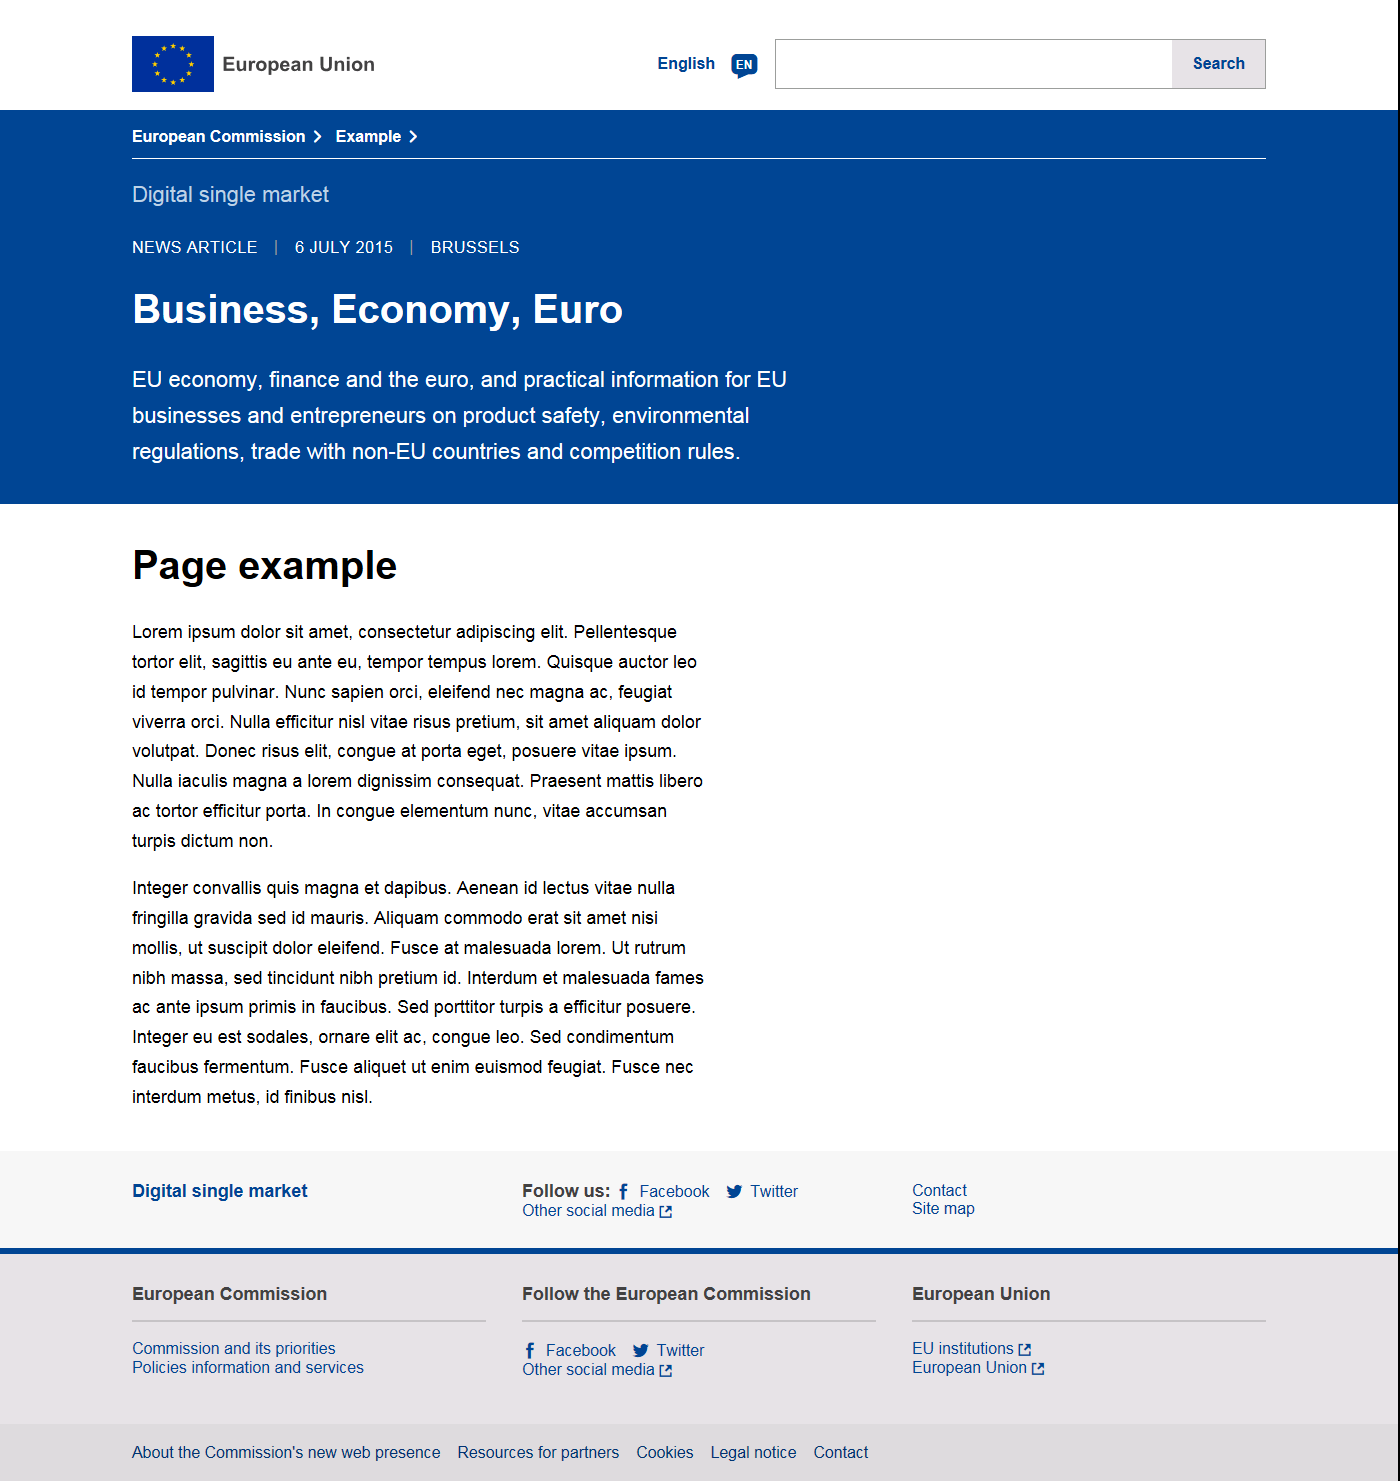 European Union
English EN Search
European Commission Example
Digital single market
NEWS ARTICLE | 6 JULY 2015 | BRUSSELS
Business, Economy, Euro
EU economy, finance and the euro, and practical information for EU
businesses and entrepreneurs on product safety, environmental
regulations, trade with non-EU countries and competition rules.
Page example
Lorem ipsum dolor sit amet, consectetur adipiscing elit. Pellentesque
tortor elit, sagittis eu ante eu, tempor tempus lorem. Quisque auctor leo
id tempor pulvinar. Nunc sapien orci, eleifend nec magna ac, feugiat
viverra orci. Nulla efficitur nisl vitae risus pretium, sit amet aliquam dolor
volutpat. Donec risus elit, congue at porta eget, posuere vitae ipsum.
Nulla iaculis magna a lorem dignissim consequat. Praesent mattis libero
ac tortor efficitur porta. In congue elementum nunc, vitae accumsan
turpis dictum non.
Integer convallis quis magna et dapibus. Aenean id lectus vitae nulla
fringilla gravida sed id mauris. Aliquam commodo erat sit amet nisi
mollis, ut suscipit dolor eleifend. Fusce at malesuada lorem. Ut rutrum
nibh massa, sed tincidunt nibh pretium id. Interdum et malesuada fames
ac ante ipsum primis in faucibus. Sed porttitor turpis a efficitur posuere.
Integer eu est sodales, ornare elit ac, congue leo. Sed condimentum
faucibus fermentum. Fusce aliquet ut enim euismod feugiat. Fusce nec
interdum metus, id finibus nisl.
Digital single market
Follow us: Facebook Twitter
Other social media
Contact
Site map
European Commission
Commission and its priorities
Policies information and services
Follow the European Commission
Facebook Twitter
Other social media
European Union
EU institutions
European Union
About the Commission's new web presence Resources for partners Cookies Legal notice Contact